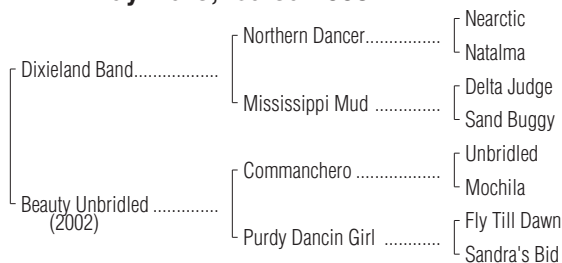 Nearctic
Northern Dancer....................
Natalma
Dixieland Band......................
Delta Judge
Mississippi Mud .................
Sand Buggy
Unbridled
Commanchero ......................
Mochila
Beauty Unbridled .................
(2002)
Fly Till Dawn
Purdy Dancin Girl ..............
Sandra's Bid